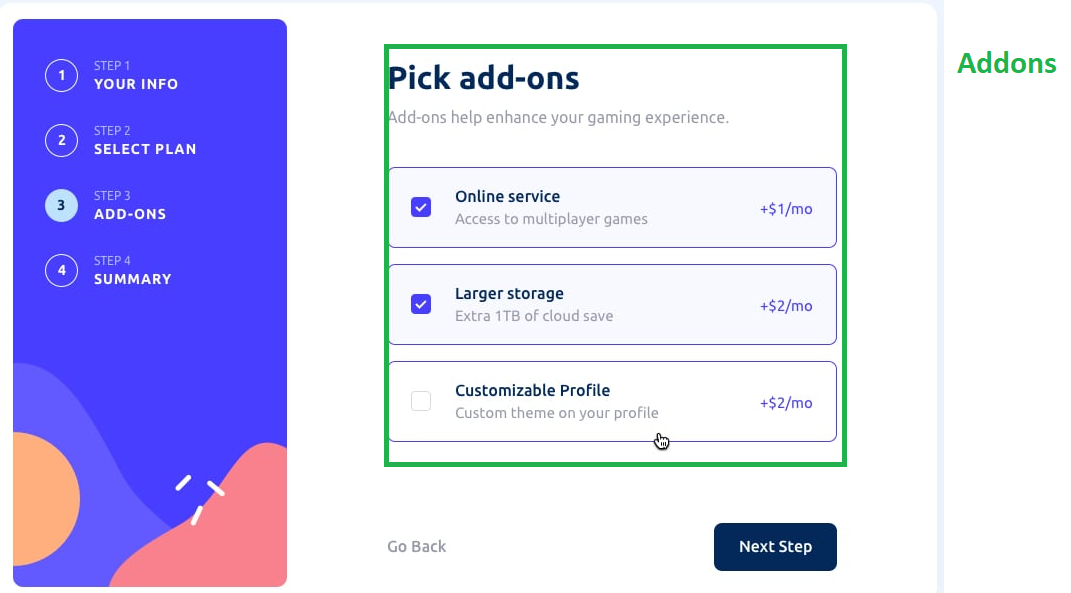 1
STEP 1
YOUR INFO
2
STEP 2
SELECT PLAN
3
STEP 3
ADD-ONS
4
STEP 4
SUMMARY
Pick add-ons
Add-ons help enhance your gaming experience.
Online service
Access to multiplayer games
+$1/mo
Larger storage
Extra 1TB of cloud save
+$2/mo
Customizable Profile
Custom theme on your profile
+$2/mo
Go Back
Next Step
Addons